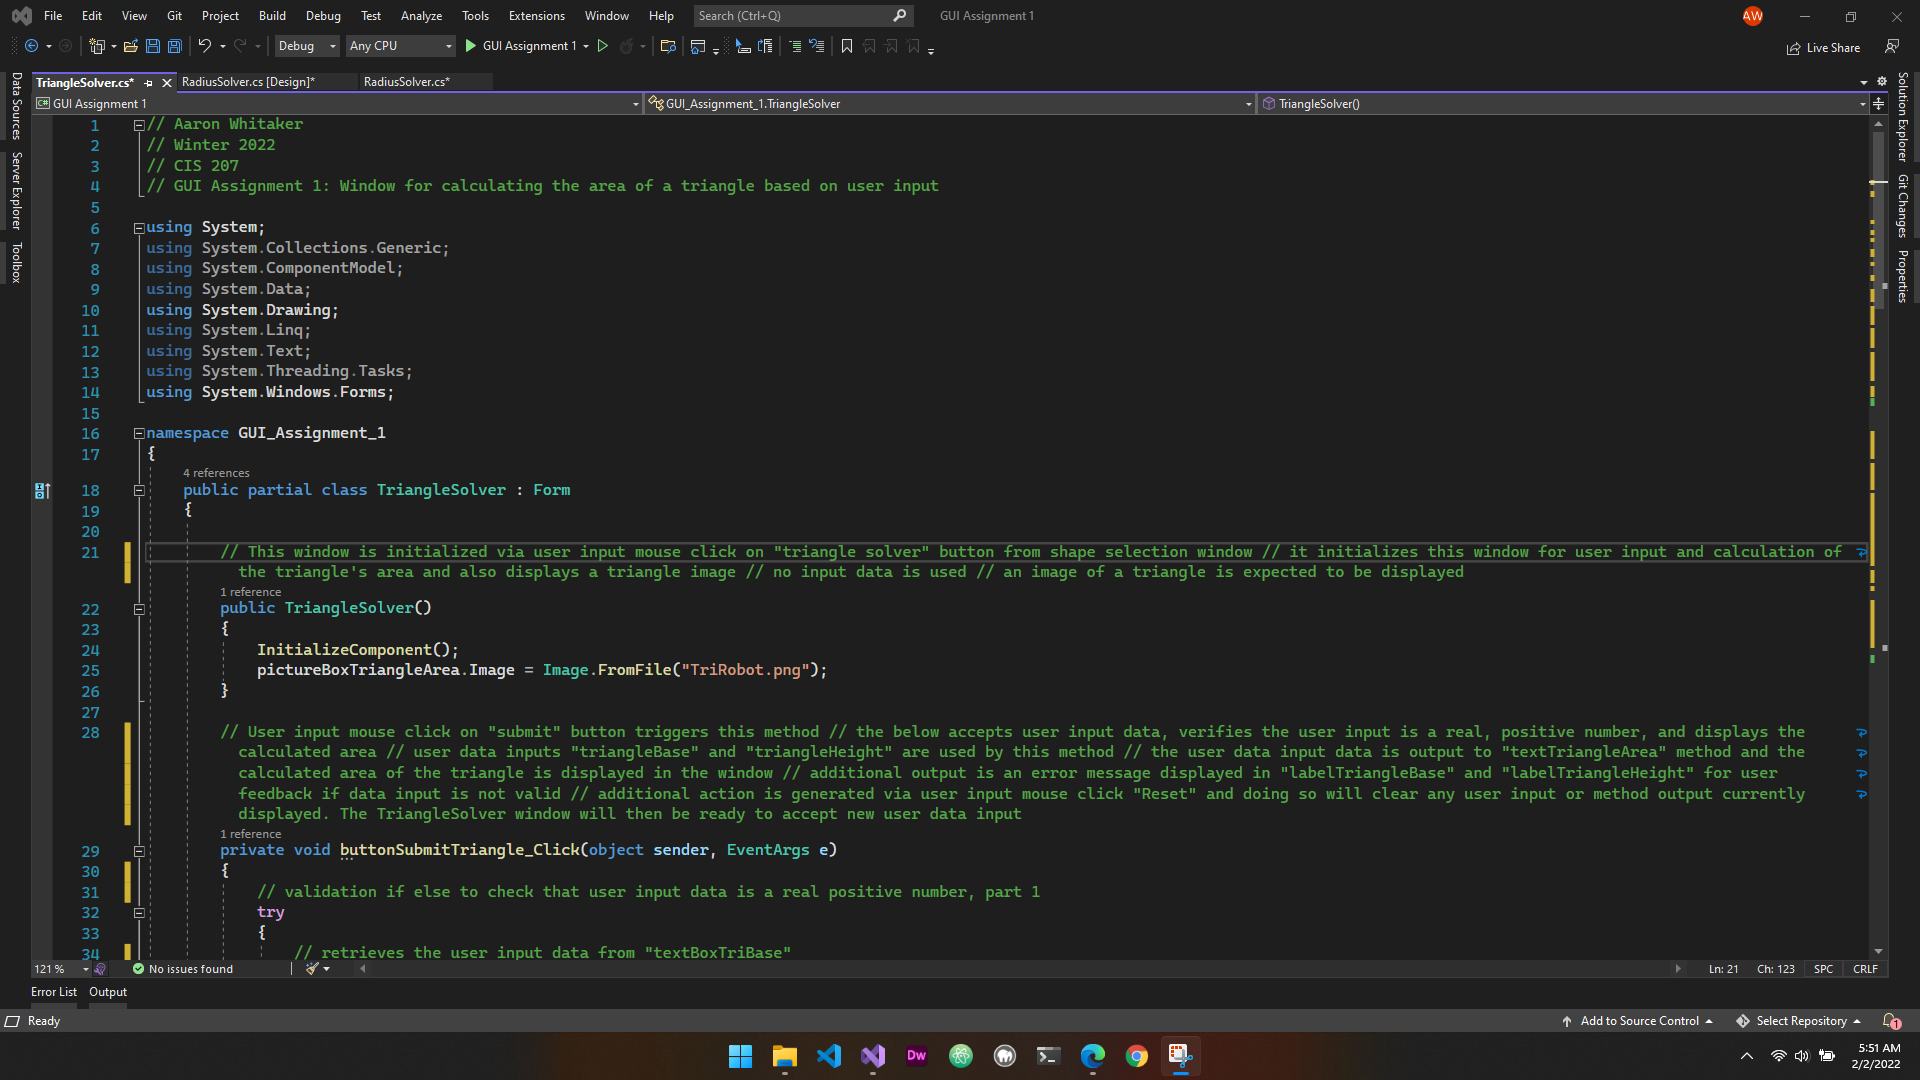 File Edit View Git Project Build Debug Test Analyze Tools Extensions Window Help Search (Ctrl+Q) GUI Assignment 1 AW
Debug Any CPU GUI Assignment 1 Live Share
TriangleSolver.cs* RadiusSolver.cs [Design]* RadiusSolver.cs*
C# GUI Assignment 1 GUI_Assignment_1.TriangleSolver TriangleSolver()
Data Sources
Server Explorer
Toolbox
1 // Aaron Whitaker
2 // Winter 2022
3 // CIS 207
4 // GUI Assignment 1: Window for calculating the area of a triangle based on user input
5
6 using System;
7 using System.Collections.Generic;
8 using System.ComponentModel;
9 using System.Data;
10 using System.Drawing;
11 using System.Linq;
12 using System.Text;
13 using System.Threading.Tasks;
14 using System.Windows.Forms;
15
16 namespace GUI_Assignment_1
17 {
4 references
18 public partial class TriangleSolver : Form
19 {
20
21 // This window is initialized via user input mouse click on "triangle solver" button from shape selection window // it initializes this window for user input and calculation of
the triangle's area and also displays a triangle image // no input data is used // an image of a triangle is expected to be displayed
1 reference
22 public TriangleSolver()
23 {
24 InitializeComponent();
25 pictureBoxTriangleArea.Image = Image.FromFile("TriRobot.png");
26 }
27
28 // User input mouse click on "submit" button triggers this method // the below accepts user input data, verifies the user input is a real, positive number, and displays the
calculated area // user data inputs "triangleBase" and "triangleHeight" are used by this method // the user data input data is output to "textTriangleArea" method and the
calculated area of the triangle is displayed in the window // additional output is an error message displayed in "labelTriangleBase" and "labelTriangleHeight" for user
feedback if data input is not valid // additional action is generated via user input mouse click "Reset" and doing so will clear any user input or method output currently
displayed. The TriangleSolver window will then be ready to accept new user data input
1 reference
29 private void buttonSubmitTriangle_Click(object sender, EventArgs e)
30 {
31 // validation if else to check that user input data is a real positive number, part 1
32 try
33 {
34 // retrieves the user input data from "textBoxTriBase"
Solution Explorer
Git Changes
Properties
121 % No issues found Ln: 21 Ch: 123 SPC CRLF
Error List Output
Ready Add to Source Control Select Repository 1
Dw
5:51 AM
2/2/2022